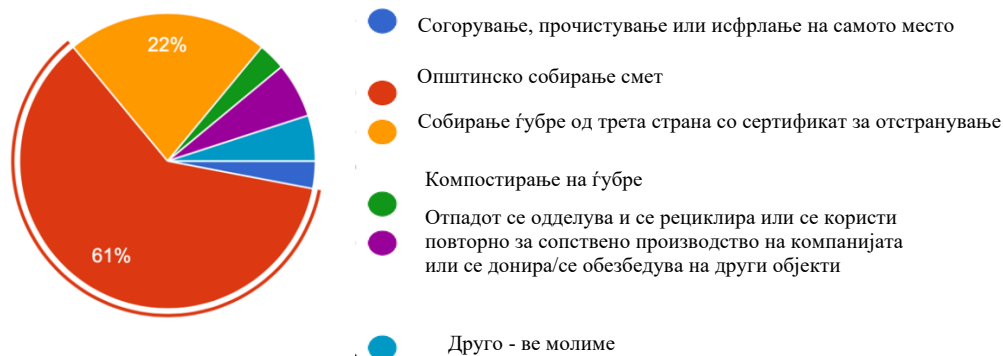 22%
61%
Согорување, прочистување или исфрлање на самото место
Општинско собирање смет
Собирање ѓубре од трета страна со сертификат за отстранување
Компостирање на ѓубре
Отпадот се одделува и се рециклира или се користи
повторно за сопствено производство на компанијата
или се донира/се обезбедува на други објекти
Друго - ве молиме